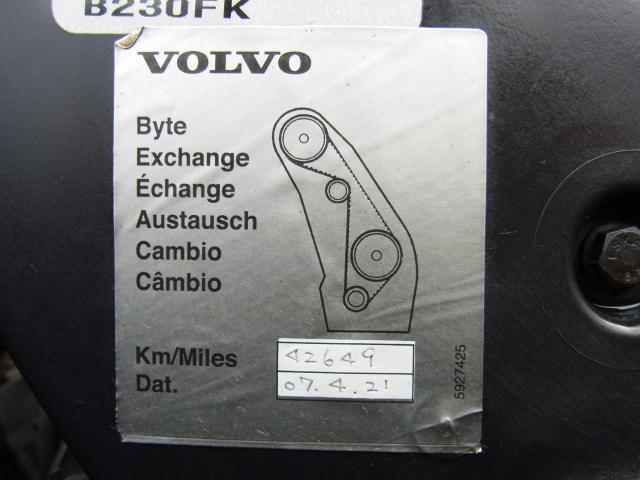 B230FK
VOLVO
Byte
Exchange
Échange
Austausch
Cambio
Câmbio
Km/Miles 42649
Dat. 07.4.21
5927425